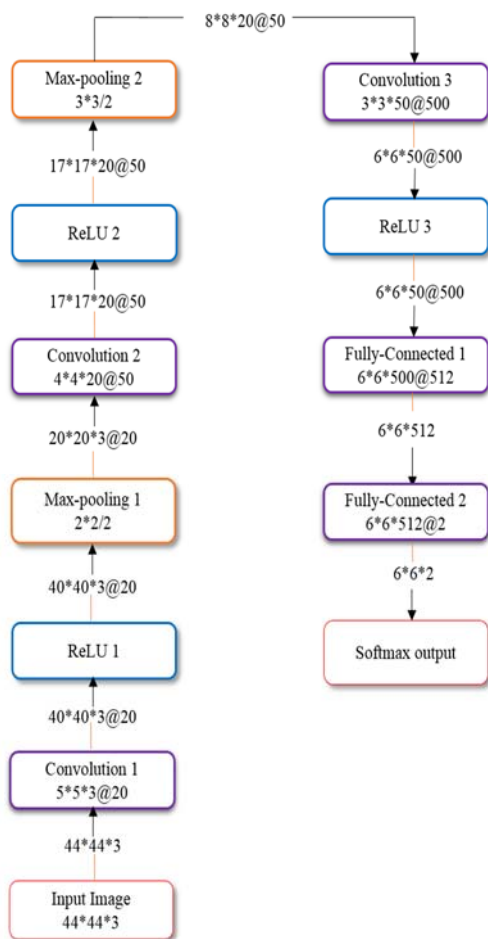 8*8*20@50
Max-pooling 2
3*3/2
17*17*20@50
ReLU 2
17*17*20@50
Convolution 2
4*4*20@50
20*20*3@20
Max-pooling 1
2*2/2
40*40*3@20
ReLU 1
40*40*3@20
Convolution 1
5*5*3@20
44*44*3
Input Image
44*44*3
Convolution 3
3*3*50@500
6*6*50@500
ReLU 3
6*6*50@500
Fully-Connected 1
6*6*500@512
6*6*512
Fully-Connected 2
6*6*512@2
6*6*2
Softmax output